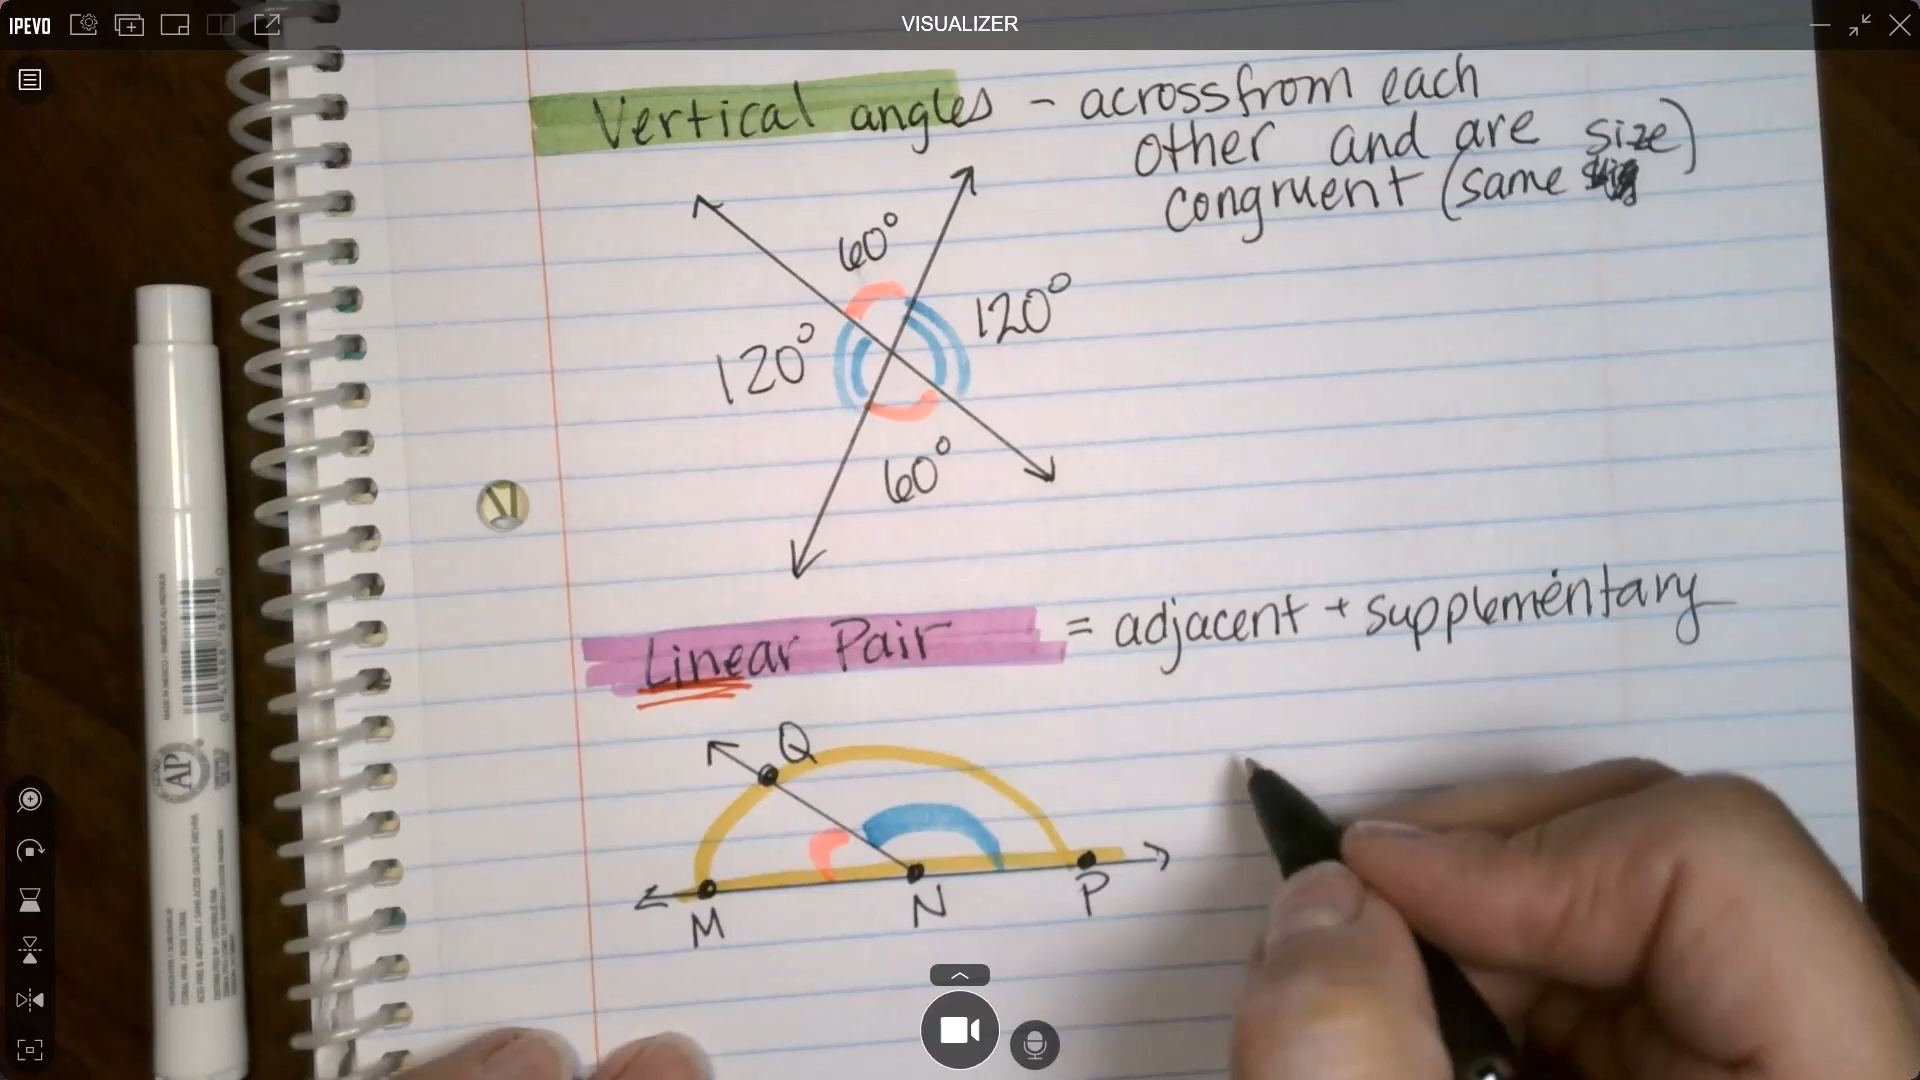 IPEVO
VISUALIZER
Vertical angles - across from each
other and are
congruent (same size)
60°
120°
120°
60°
Linear Pair = adjacent + supplementary
Q
M
N
P
AP